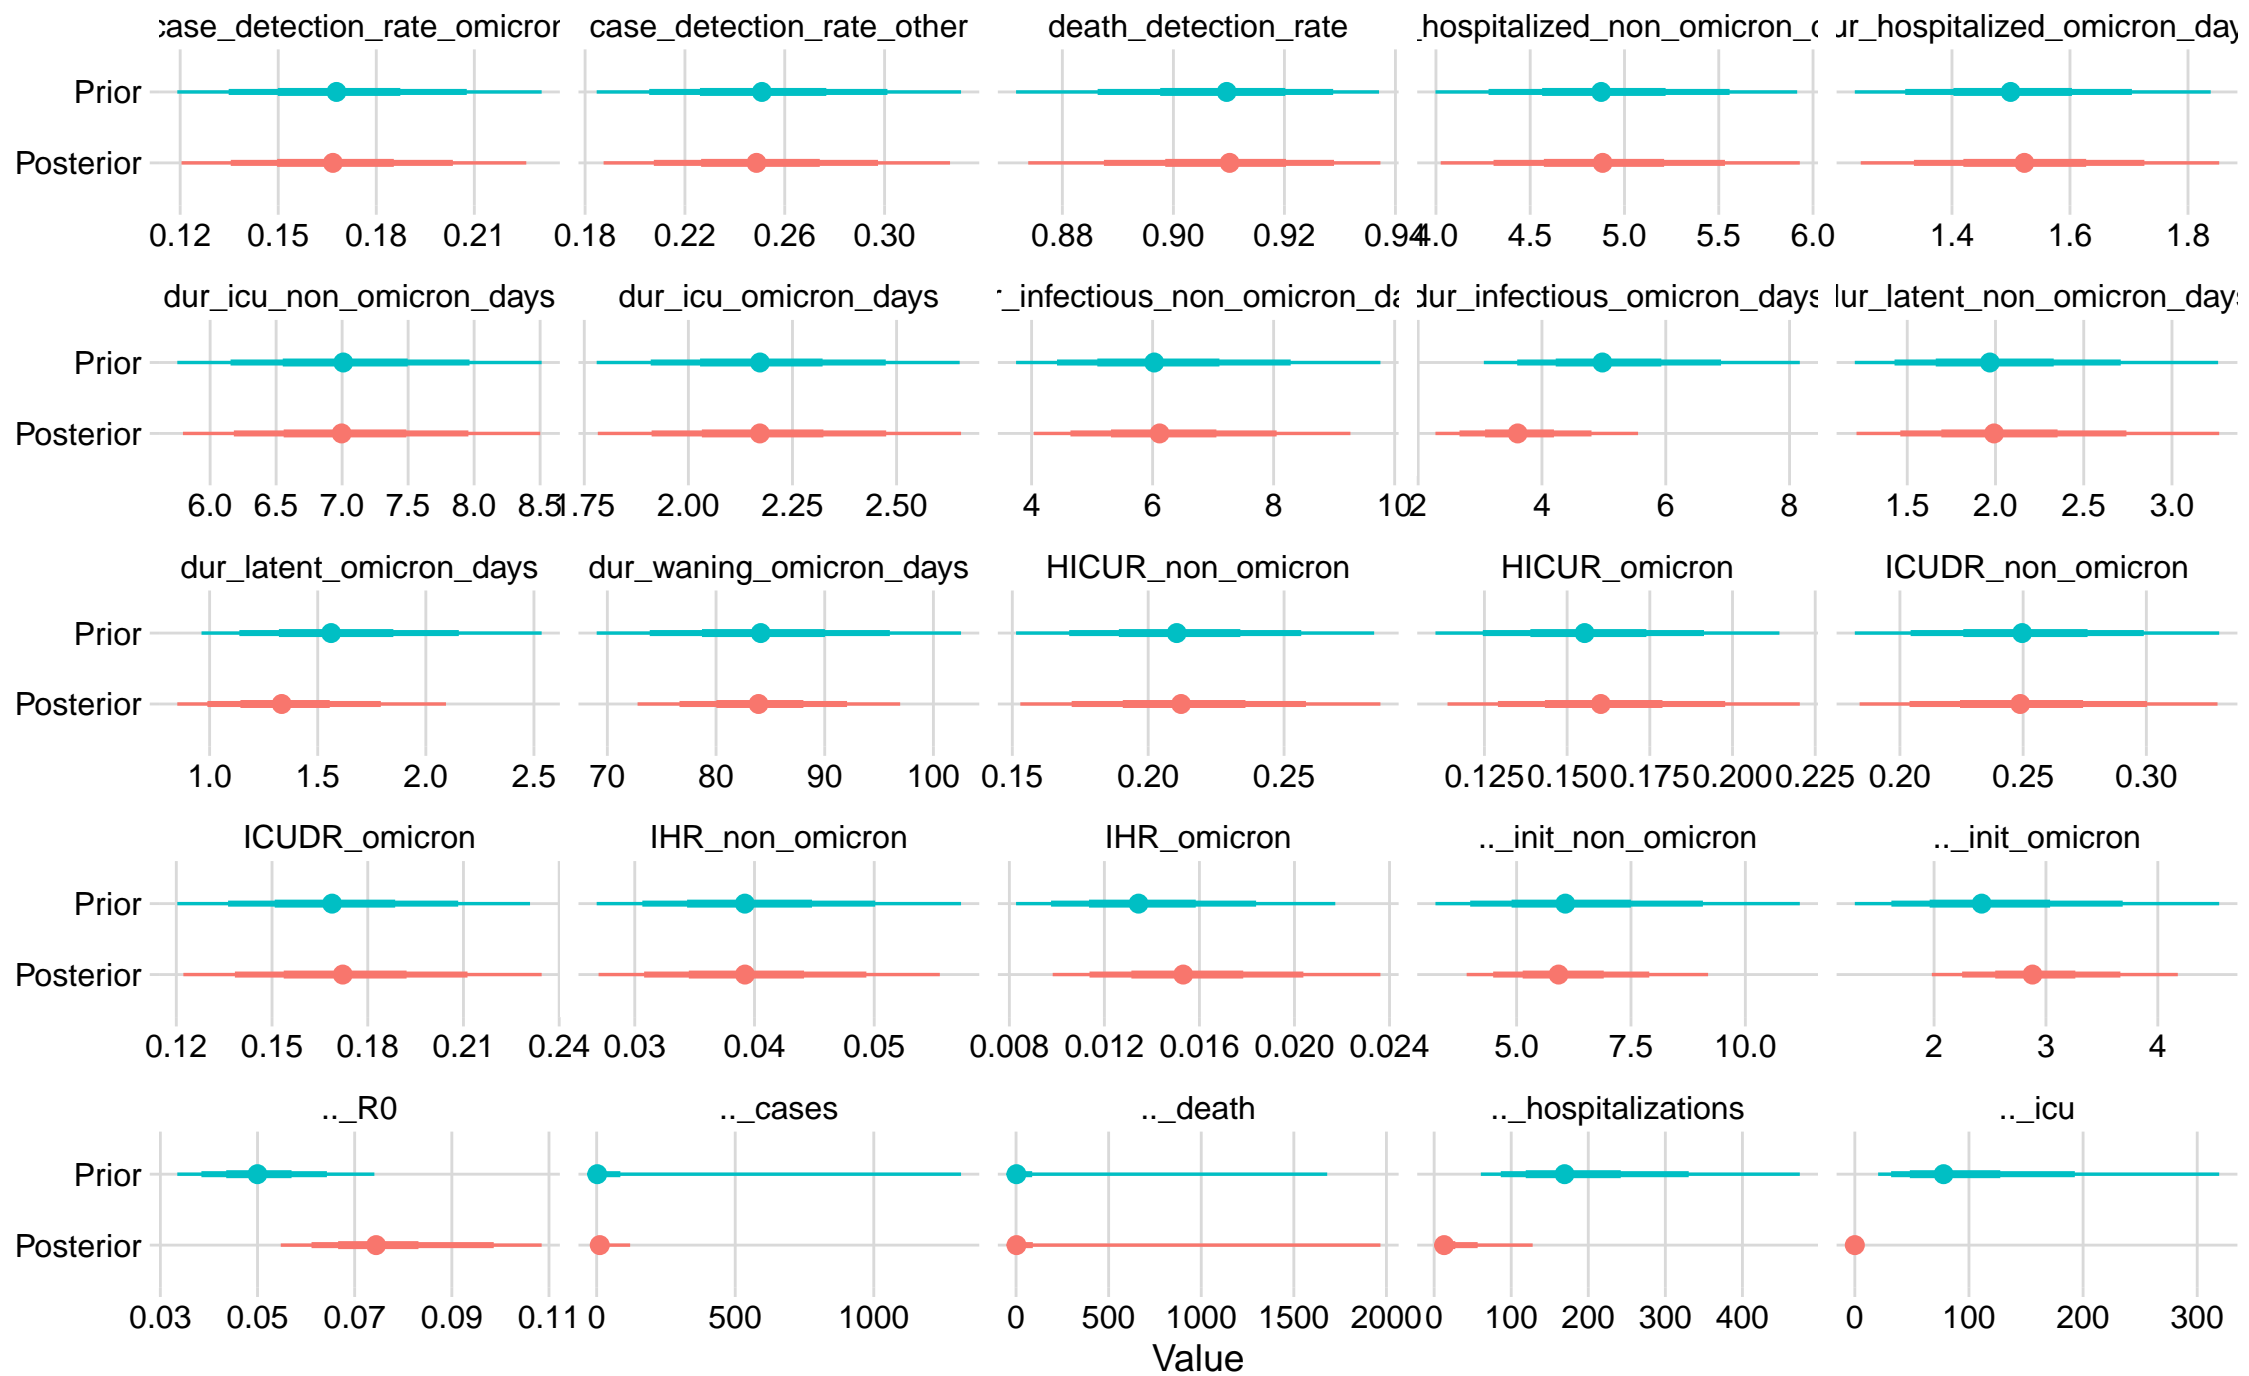 case_detection_rate_omicron case_detection_rate_other death_detection_rate _hospitalized_non_omicron_ ur_hospitalized_omicron_day
Prior
Posterior
0.12 0.15 0.18 0.21 0.18 0.22 0.26 0.30 0.88 0.90 0.92 0.94 4.0 4.5 5.0 5.5 6.0 1.4 1.6 1.8
dur_icu_non_omicron_days dur_icu_omicron_days r_infectious_non_omicron_da dur_infectious_omicron_days dur_latent_non_omicron_days
Prior
Posterior
6.0 6.5 7.0 7.5 8.0 8.5 1.75 2.00 2.25 2.50 4 6 8 10 2 4 6 8 1.5 2.0 2.5 3.0
dur_latent_omicron_days dur_waning_omicron_days HICUR_non_omicron HICUR_omicron ICUDR_non_omicron
Prior
Posterior
1.0 1.5 2.0 2.5 70 80 90 100 0.15 0.20 0.25 0.125 0.150 0.175 0.200 0.225 0.20 0.25 0.30
ICUDR_omicron IHR_non_omicron IHR_omicron .._init_non_omicron .._init_omicron
Prior
Posterior
0.12 0.15 0.18 0.21 0.24 0.03 0.04 0.05 0.008 0.012 0.016 0.020 0.024 5.0 7.5 10.0 2 3 4
.._R0 .._cases .._death .._hospitalizations .._icu
Prior
Posterior
0.03 0.05 0.07 0.09 0.11 0 500 1000 0 500 1000 1500 2000 0 100 200 300 400 0 100 200 300
Value